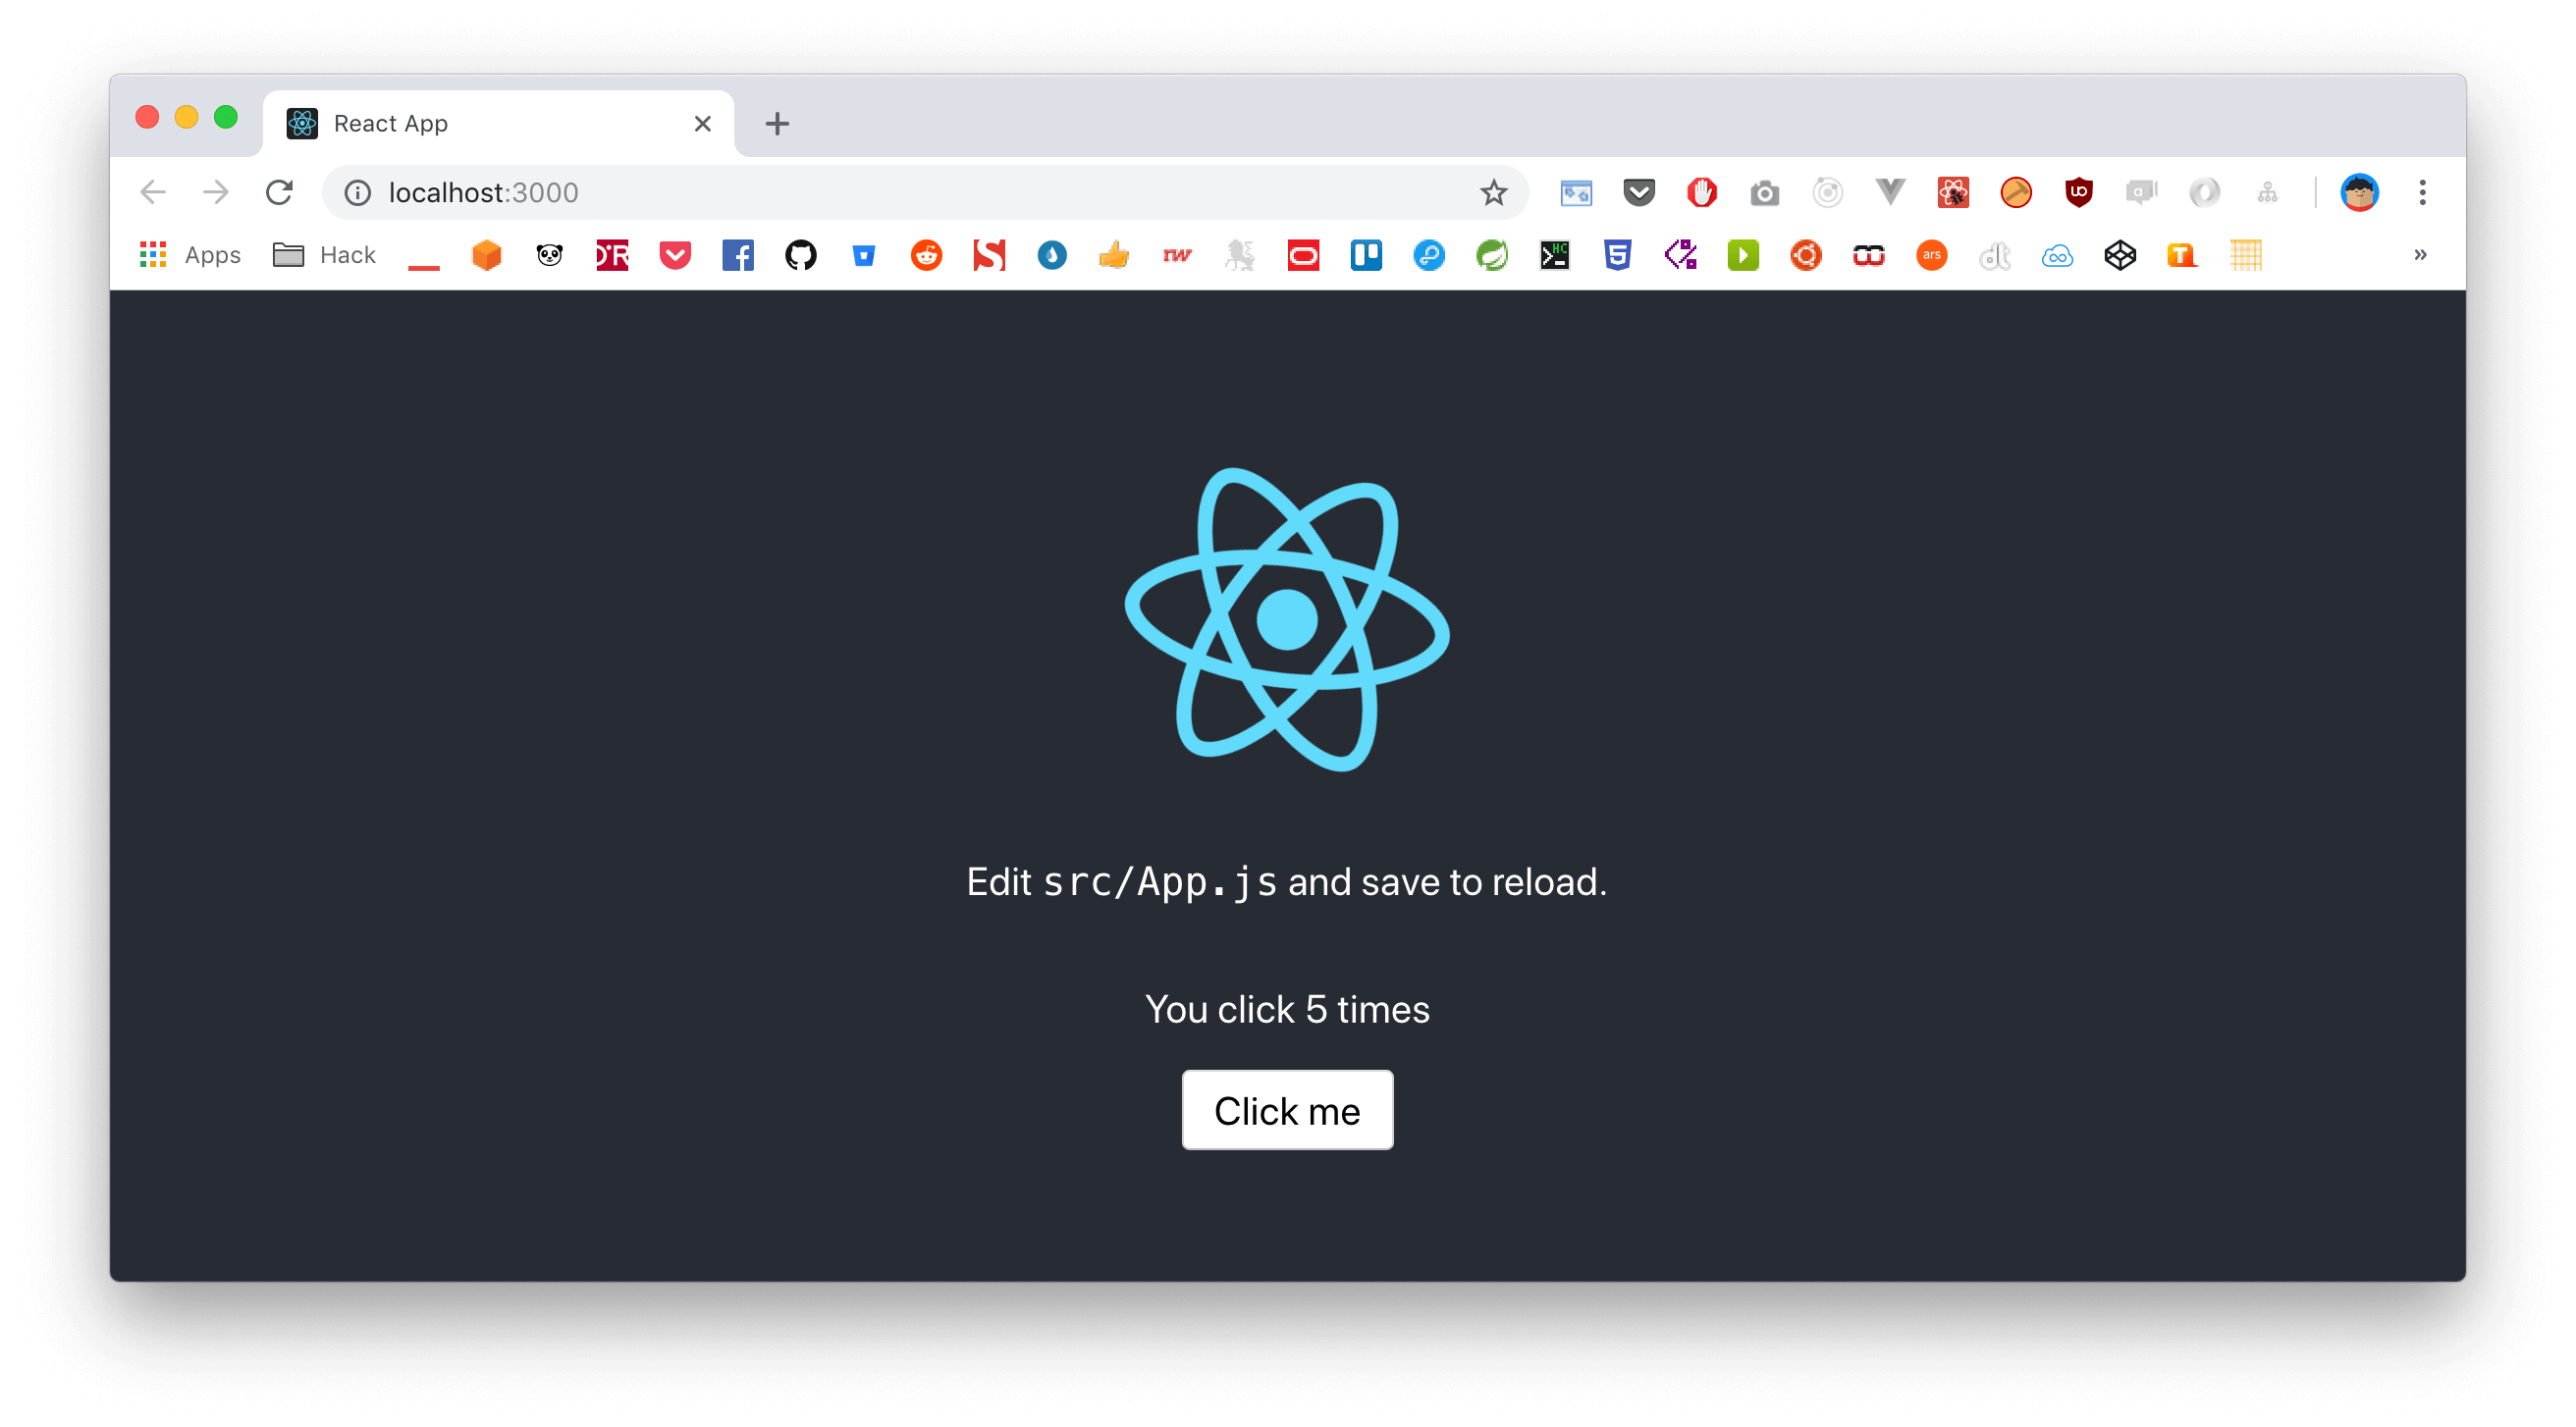 React App
localhost:3000
Apps Hack
Edit src/App.js and save to reload.
You click 5 times
Click me